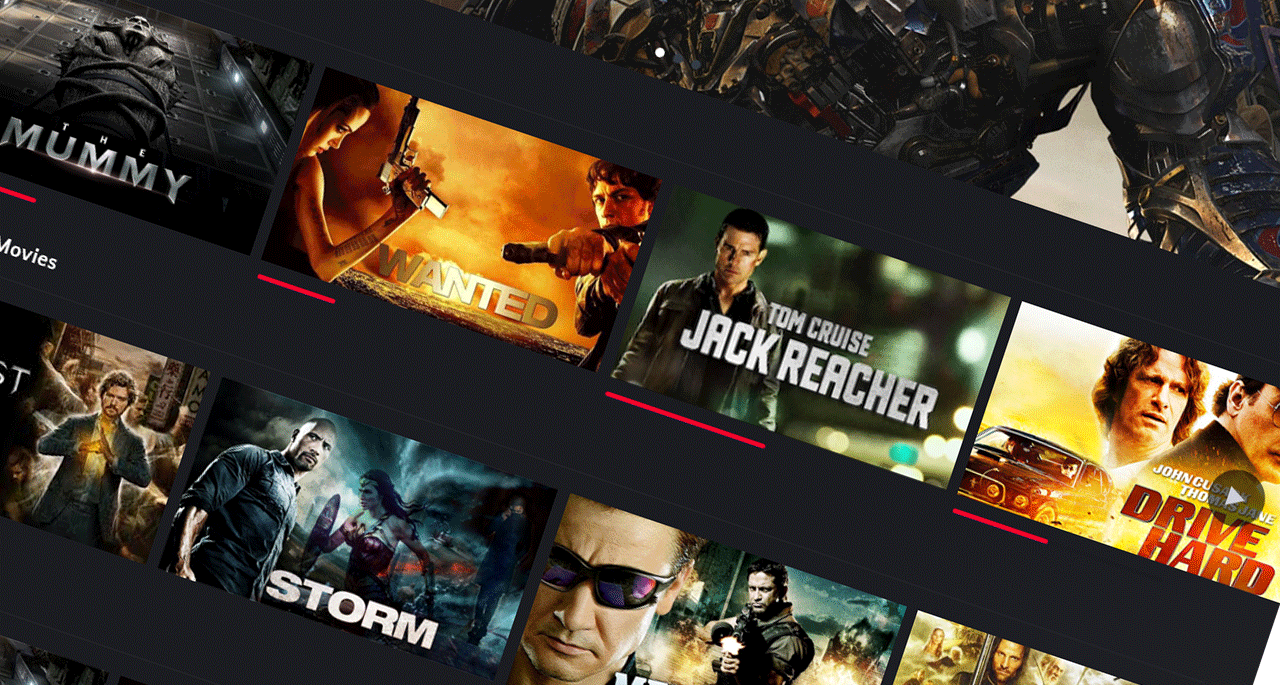 THE
MUMMY
WANTED
TOM CRUISE
JACK REACHER
Movies
ST
STORM
JOHN CUSACK
THOMAS JANE
DRIVE
HARD